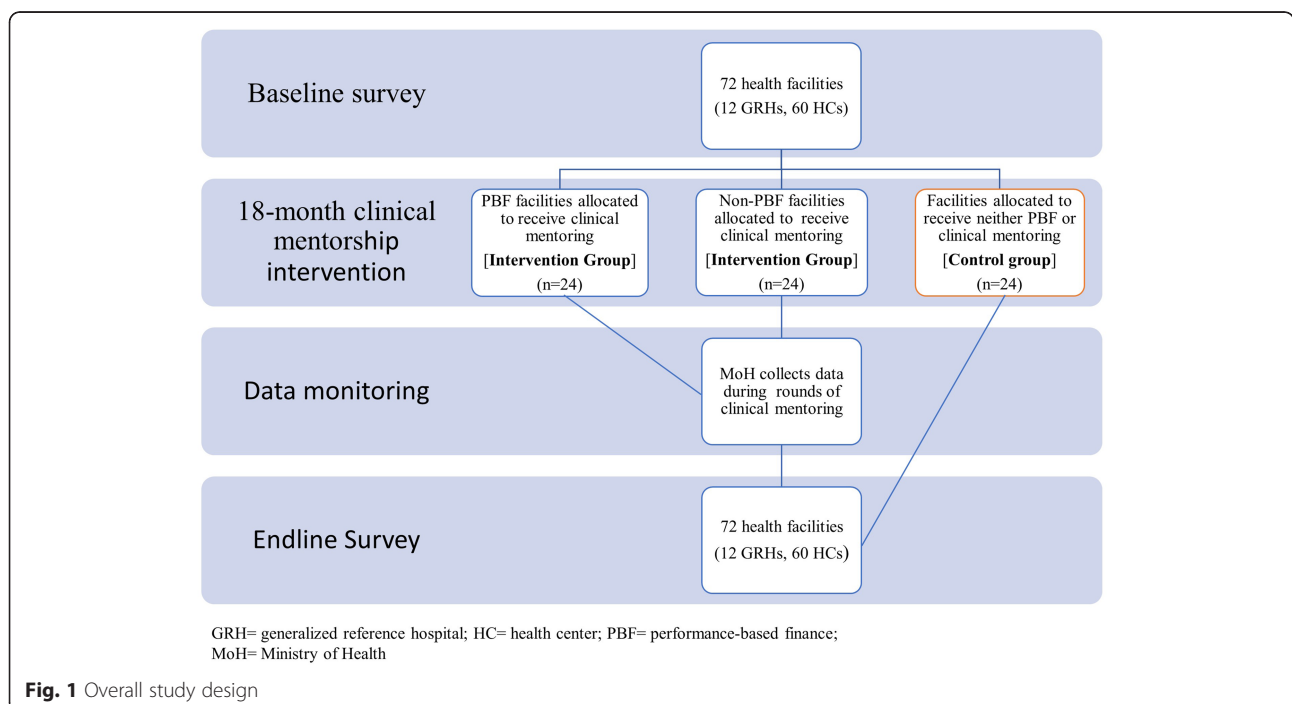 Baseline survey
72 health facilities
(12 GRHs, 60 HCs)
18-month clinical
mentorship
intervention
PBF facilities allocated
to receive clinical
mentoring
[Intervention Group]
(n=24)
Non-PBF facilities
allocated to receive
clinical mentoring
[Intervention Group]
(n=24)
Facilities allocated to
receive neither PBF or
clinical mentoring
[Control group]
(n=24)
Data monitoring
MoH collects data
during rounds of
clinical mentoring
Endline Survey
72 health facilities
(12 GRHs, 60 HCs)
GRH= generalized reference hospital; HC= health center; PBF= performance-based finance;
MoH= Ministry of Health
Fig. 1 Overall study design